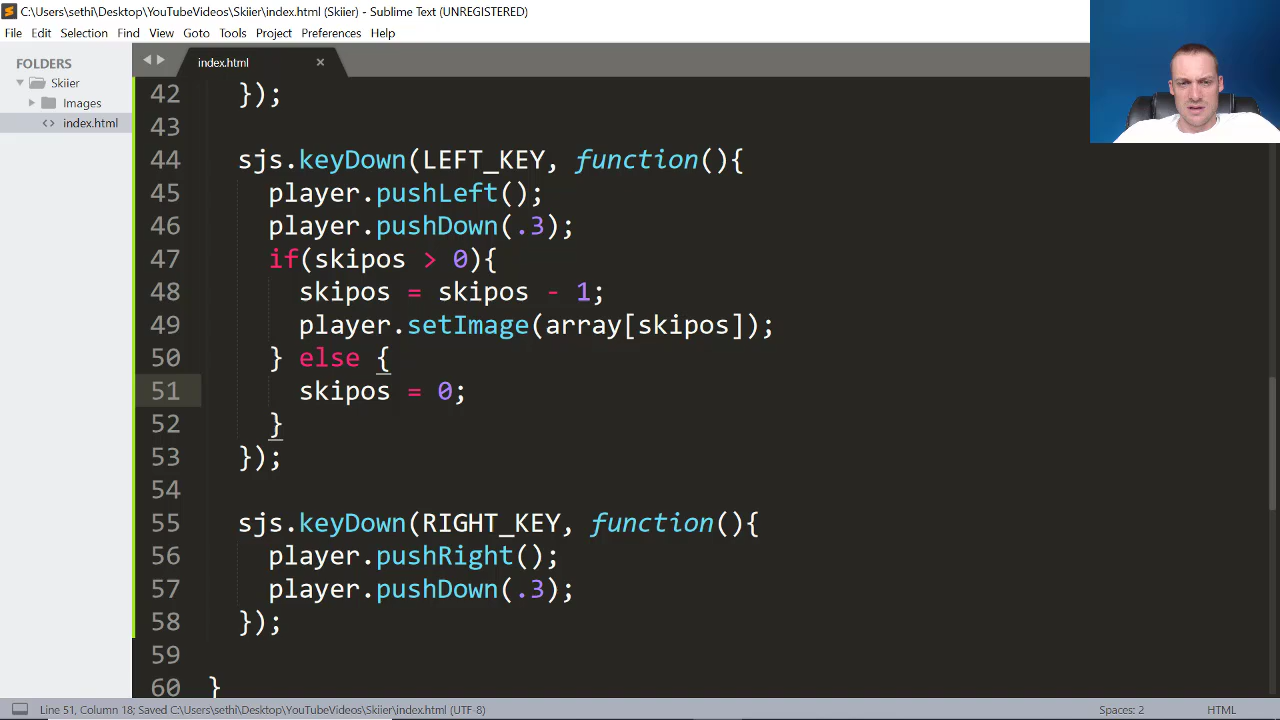 C:\Users\sethi\Desktop\YouTubeVideos\Skiier\index.html (Skiier) - Sublime Text (UNREGISTERED)
File Edit Selection Find View Goto Tools Project Preferences Help
FOLDERS
Skiier
Images
index.html
index.html
42 });
43
44 sjs.keyDown(LEFT_KEY, function(){
45 player.pushLeft();
46 player.pushDown(.3);
47 if(skipos > 0){
48 skipos = skipos - 1;
49 player.setImage(array[skipos]);
50 } else {
51 skipos = 0;
52 }
53 });
54
55 sjs.keyDown(RIGHT_KEY, function(){
56 player.pushRight();
57 player.pushDown(.3);
58 });
59
60 }
Line 51, Column 18; Saved C:\Users\sethi\Desktop\YouTubeVideos\Skiier\index.html (UTF-8)
Spaces: 2
HTML